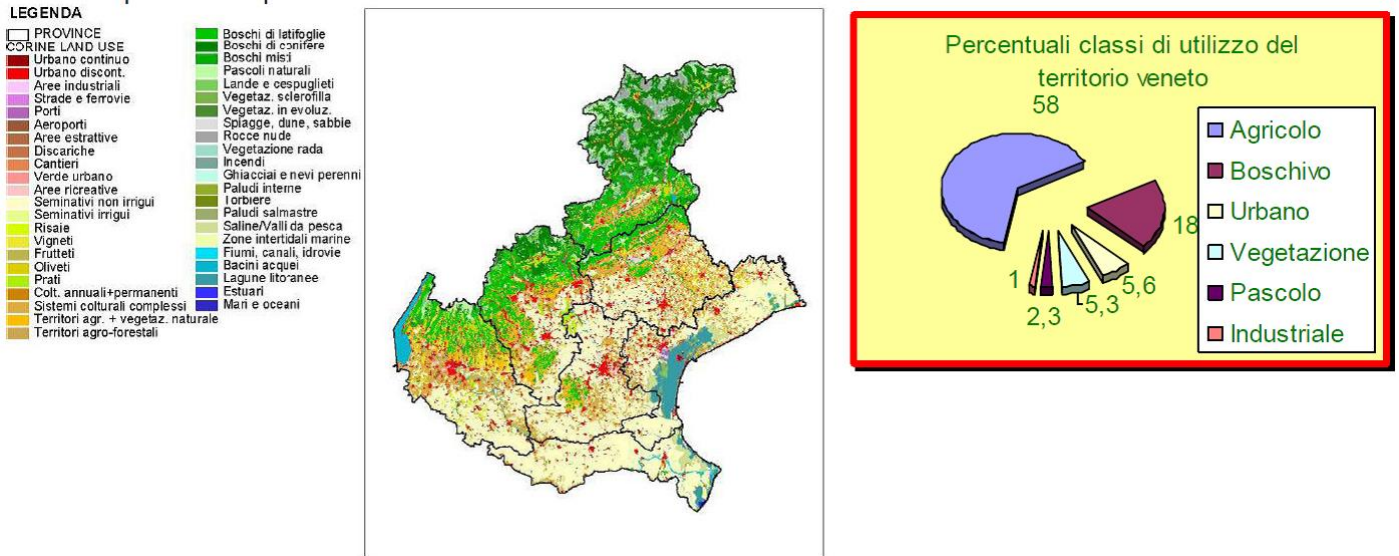 LEGENDA
PROVINCE
CORINE LAND USE
Urbano continuo
Urbano discont.
Aree industriali
Strade e ferrovie
Porti
Aeroporti
Aree estrattive
Discariche
Cantieri
Verde urbano
Aree ricreative
Seminativi non irrigui
Seminativi irrigui
Risaie
Vigneti
Frutteti
Oliveti
Prati
Colt. annuali+permanenti
Sistemi colturali complessi
Territori agr. + vegetaz. naturale
Territori agro-forestali
Boschi di latifoglie
Boschi di conifere
Boschi misti
Pascoli naturali
Lande e cespuglieti
Vegetaz. sclerofilla
Vegetaz. in evoluz.
Spiagge, dune, sabbie
Rocce nude
Vegetazione rada
Incendi
Ghiacciai e nevi perenni
Paludi interne
Torbiere
Paludi salmastre
Saline/Valli da pesca
Zone intertidali marine
Fiumi, canali, idrovie
Bacini acquei
Lagune litoranee
Estuari
Mari e oceani
Percentuali classi di utilizzo del
territorio veneto
58
18
5,6
5,3
2,3
1
Agricolo
Boschivo
Urbano
Vegetazione
Pascolo
Industriale